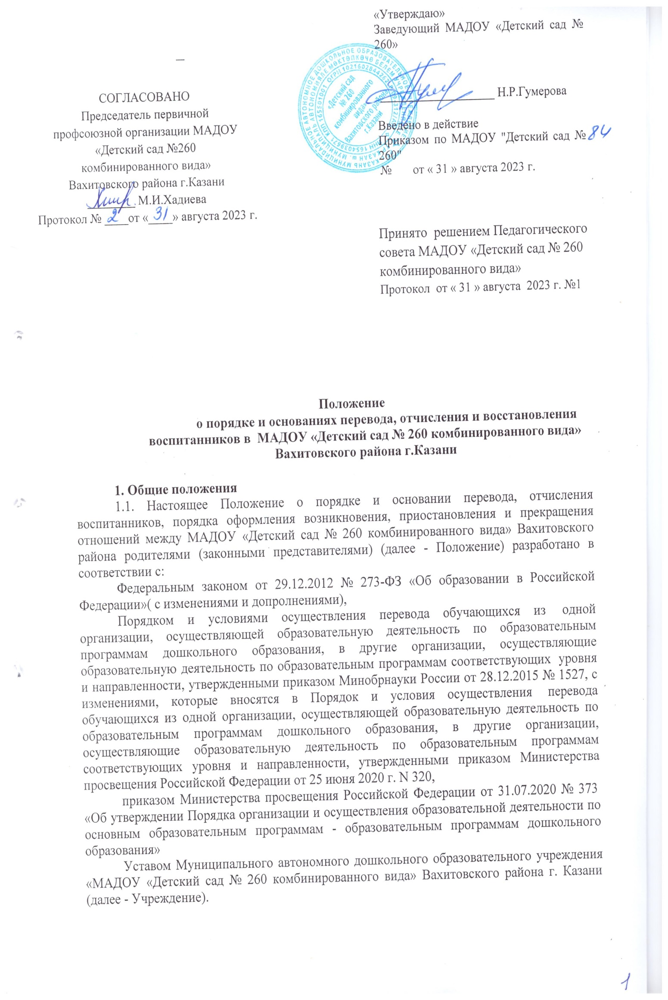 «Утверждаю»
Заведующий МАДОУ «Детский сад №
260»
Н.Р.Гумерова
Введено в действие
Приказом по МАДОУ "Детский сад № 84
260"
№ от « 31 » августа 2023 г.
СОГЛАСОВАНО
Председатель первичной
профсоюзной организации МАДОУ
«Детский сад №260
комбинированного вида»
Вахитовского района г.Казани
М.И.Хадиева
Протокол № 2 от « 31 » августа 2023 г.
«Детский сад
№ 260
комбинированного
вида»
Вахитовского района
г.Казани
Принято решением Педагогического
совета МАДОУ «Детский сад № 260
комбинированного вида»
Протокол от « 31 » августа 2023 г. №1
Положение
о порядке и основаниях перевода, отчисления и восстановления
воспитанников в МАДОУ «Детский сад № 260 комбинированного вида»
Вахитовского района г.Казани
1. Общие положения
1.1. Настоящее Положение о порядке и основании перевода, отчисления
воспитанников, порядка оформления возникновения, приостановления и прекращения
отношений между МАДОУ «Детский сад № 260 комбинированного вида» Вахитовского
района родителями (законными представителями) (далее - Положение) разработано в
соответствии с:
Федеральным законом от 29.12.2012 № 273-ФЗ «Об образовании в Российской
Федерации»( с изменениями и допролнениями),
Порядком и условиями осуществления перевода обучающихся из одной
организации, осуществляющей образовательную деятельность по образовательным
программам дошкольного образования, в другие организации, осуществляющие
образовательную деятельность по образовательным программам соответствующих уровня
и направленности, утвержденными приказом Минобрнауки России от 28.12.2015 № 1527, с
изменениями, которые вносятся в Порядок и условия осуществления перевода
обучающихся из одной организации, осуществляющей образовательную деятельность по
образовательным программам дошкольного образования, в другие организации,
осуществляющие образовательную деятельность по образовательным программам
соответствующих уровня и направленности, утвержденными приказом Министерства
просвещения Российской Федерации от 25 июня 2020 г. N 320,
приказом Министерства просвещения Российской Федерации от 31.07.2020 № 373
«Об утверждении Порядка организации и осуществления образовательной деятельности по
основным образовательным программам - образовательным программам дошкольного
образования»
Уставом Муниципального автономного дошкольного образовательного учреждения
«МАДОУ «Детский сад № 260 комбинированного вида» Вахитовского района г. Казани
(далее - Учреждение).
1